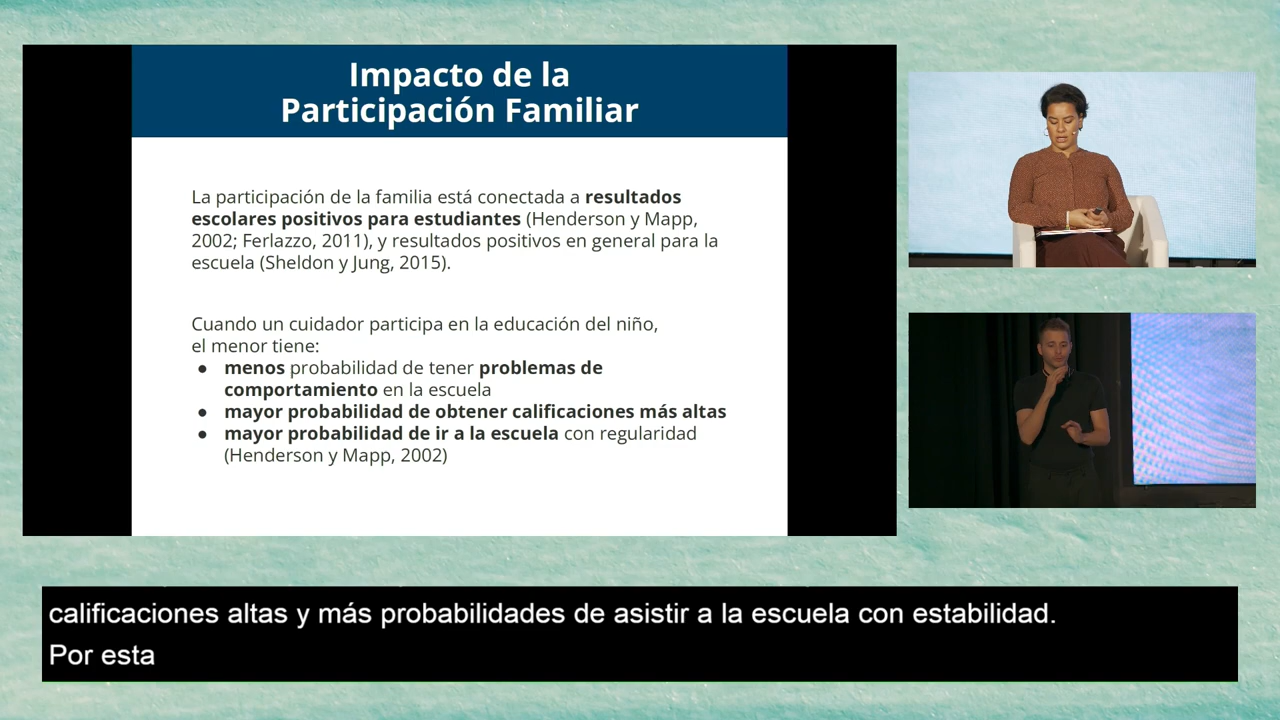 Impacto de la
Participación Familiar
La participación de la familia está conectada a resultados
escolares positivos para estudiantes (Henderson y Mapp,
2002; Ferlazzo, 2011), y resultados positivos en general para la
escuela (Sheldon y Jung, 2015).
Cuando un cuidador participa en la educación del niño,
el menor tiene:
● menos probabilidad de tener problemas de
comportamiento en la escuela
● mayor probabilidad de obtener calificaciones más altas
● mayor probabilidad de ir a la escuela con regularidad
(Henderson y Mapp, 2002)
calificaciones altas y más probabilidades de asistir a la escuela con estabilidad.
Por esta